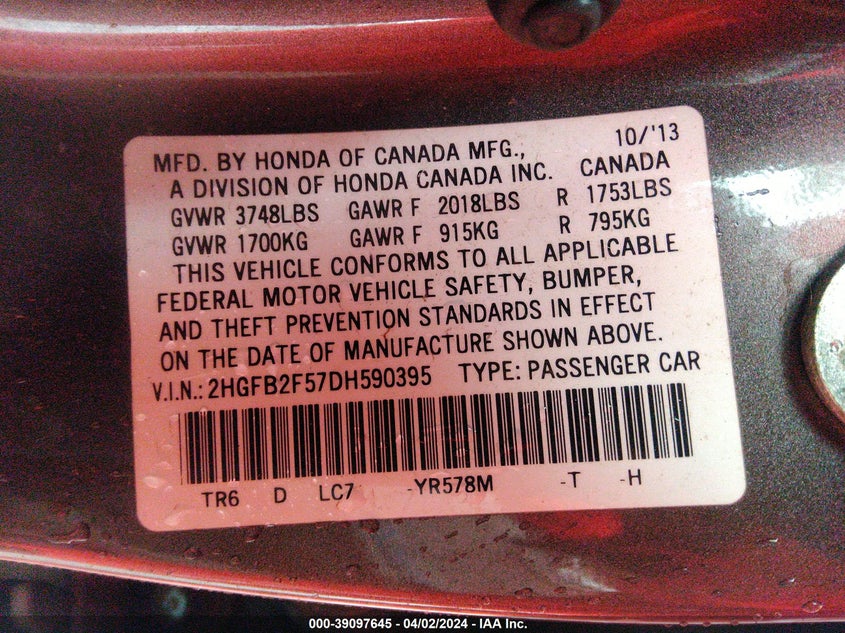 10/'13
MFD. BY HONDA OF CANADA MFG.,
A DIVISION OF HONDA CANADA INC. CANADA
GVWR 3748LBS GAWR F 2018LBS R 1753LBS
GVWR 1700KG GAWR F 915KG R 795KG
THIS VEHICLE CONFORMS TO ALL APPLICABLE
FEDERAL MOTOR VEHICLE SAFETY, BUMPER,
AND THEFT PREVENTION STANDARDS IN EFFECT
ON THE DATE OF MANUFACTURE SHOWN ABOVE.
V.I.N.: 2HGFB2F57DH590395 TYPE: PASSENGER CAR
TR6 D LC7 -YR578M -T -H
000-39097645 - 04/02/2024 - IAA Inc.